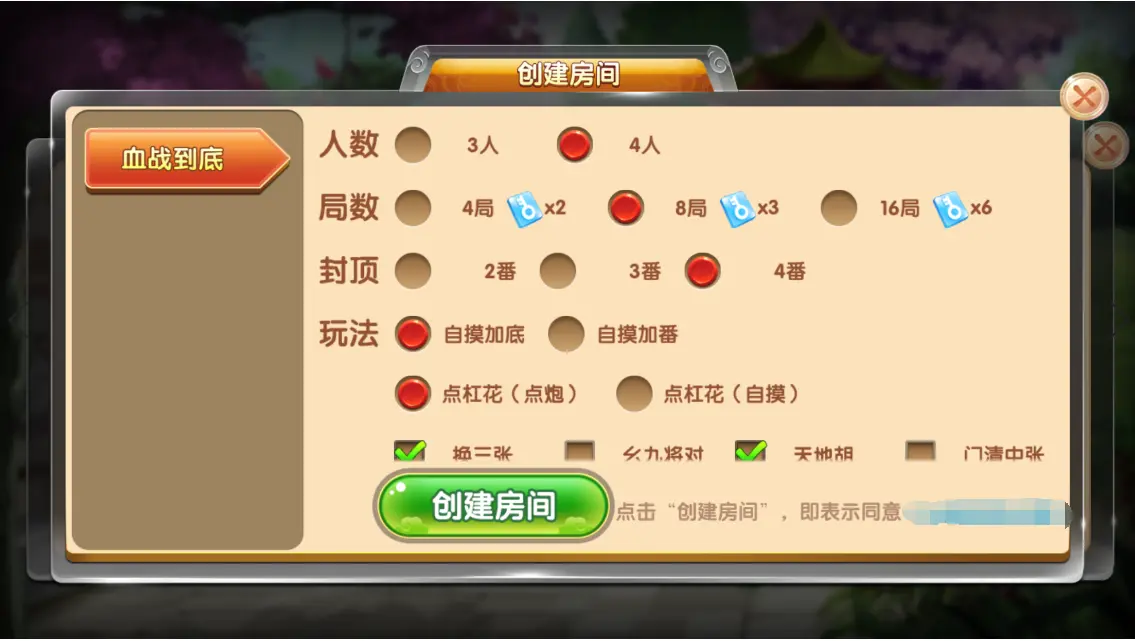 创建房间
血战到底
人数 3人 4人
局数 4局 x2 8局 x3 16局 x6
封顶 2番 3番 4番
玩法 自摸加底 自摸加番
点杠花（点炮） 点杠花（自摸）
换三张 幺九将对 天地胡 门清中张
创建房间 点击“创建房间”，即表示同意